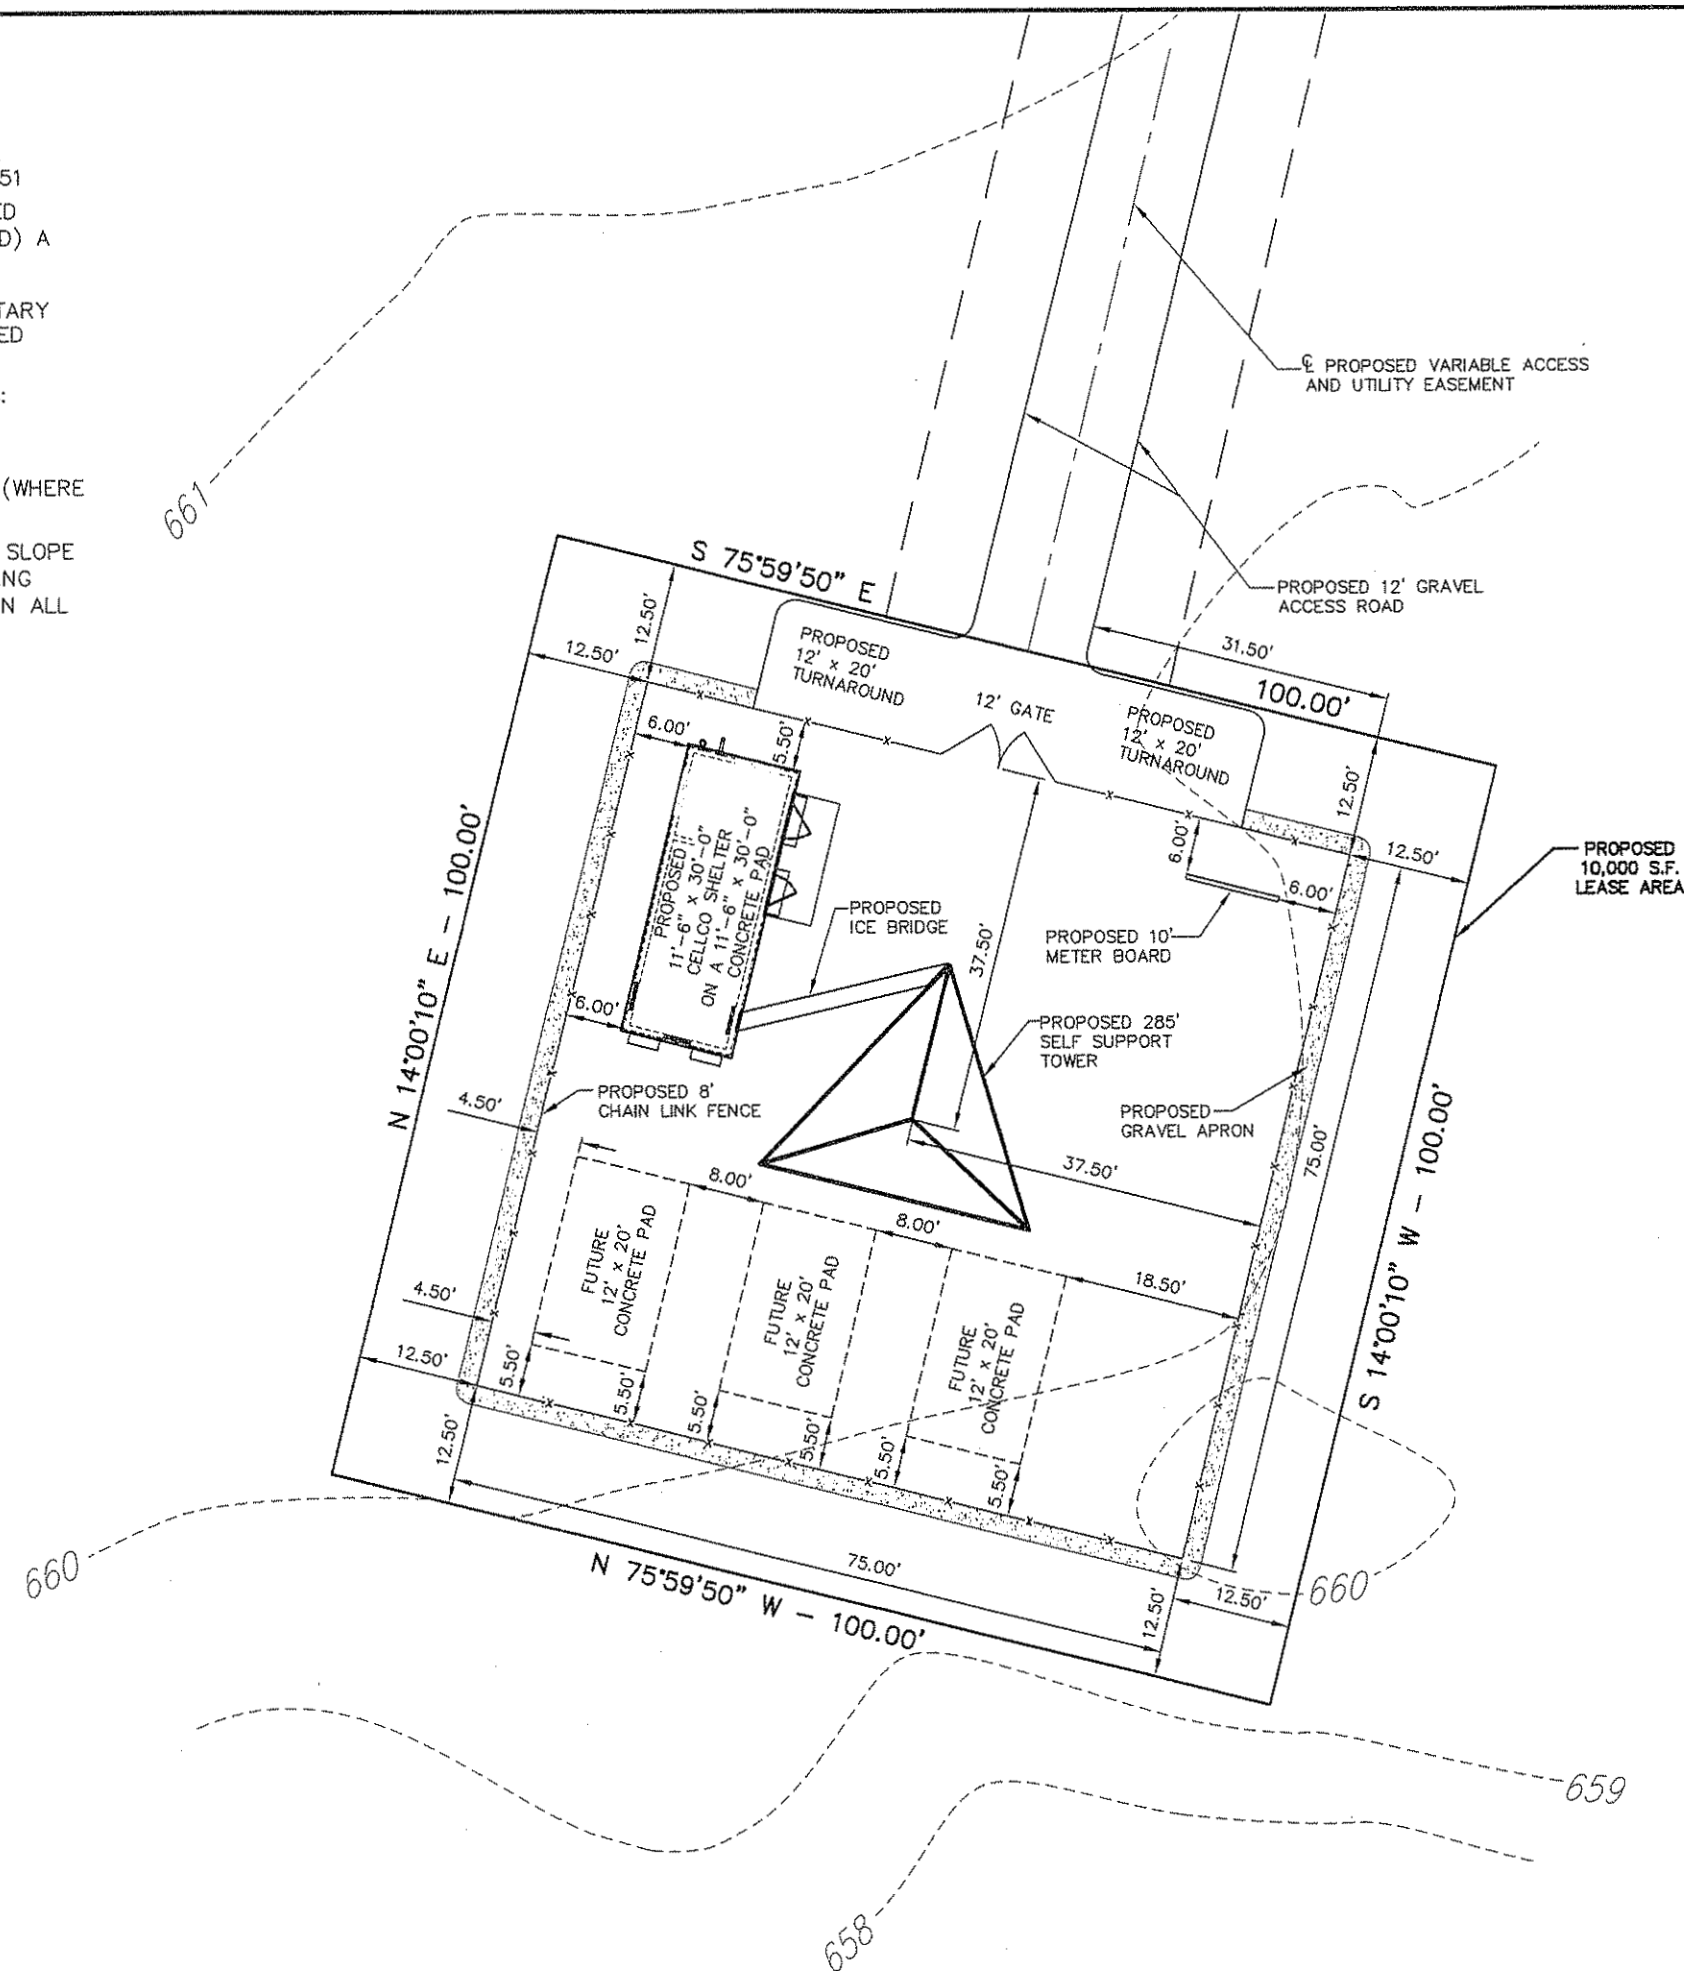 51
ED
D) A
TARY
ED
:
(WHERE
SLOPE
NG
N ALL
661
℄ PROPOSED VARIABLE ACCESS
AND UTILITY EASEMENT
PROPOSED 12' GRAVEL
ACCESS ROAD
S 75°59'50" E
100.00'
31.50'
12.50'
12.50'
PROPOSED
12' x 20'
TURNAROUND
12' GATE
PROPOSED
12' x 20'
TURNAROUND
12.50'
12.50'
6.00'
5.50'
6.00'
6.00'
PROPOSED
10,000 S.F.
LEASE AREA
PROPOSED
11'-6" x 30'-0"
CELLCO SHELTER
ON A 11'-6" x 30'-0"
CONCRETE PAD
PROPOSED
ICE BRIDGE
37.50'
PROPOSED 10'
METER BOARD
N 14°00'10" E - 100.00'
6.00'
PROPOSED 285'
SELF SUPPORT
TOWER
4.50'
PROPOSED 8'
CHAIN LINK FENCE
PROPOSED
GRAVEL APRON
37.50'
75.00'
S 14°00'10" W - 100.00'
8.00'
8.00'
18.50'
FUTURE
12' x 20'
CONCRETE PAD
FUTURE
12' x 20'
CONCRETE PAD
FUTURE
12' x 20'
CONCRETE PAD
4.50'
12.50'
5.50'
5.50'
5.50'
5.50'
5.50'
5.50'
12.50'
75.00'
N 75°59'50" W - 100.00'
12.50'
12.50'
660
660
659
658